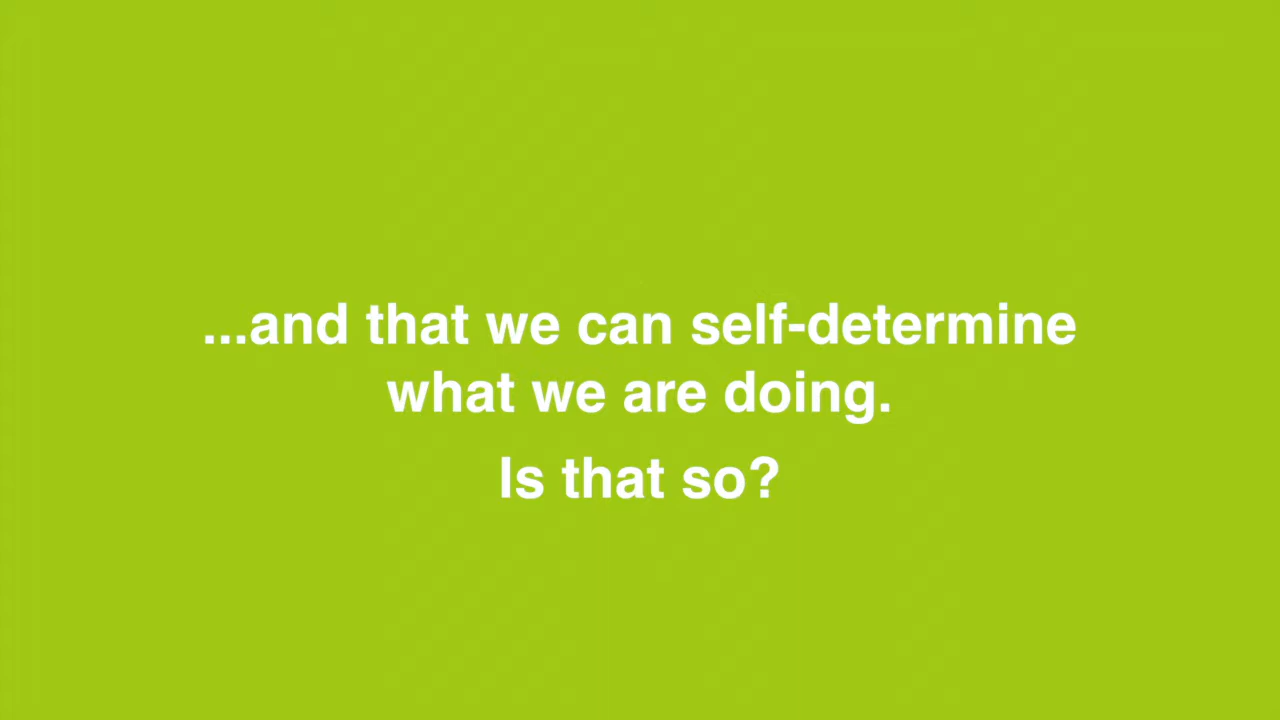 ...and that we can self-determine
what we are doing.
Is that so?